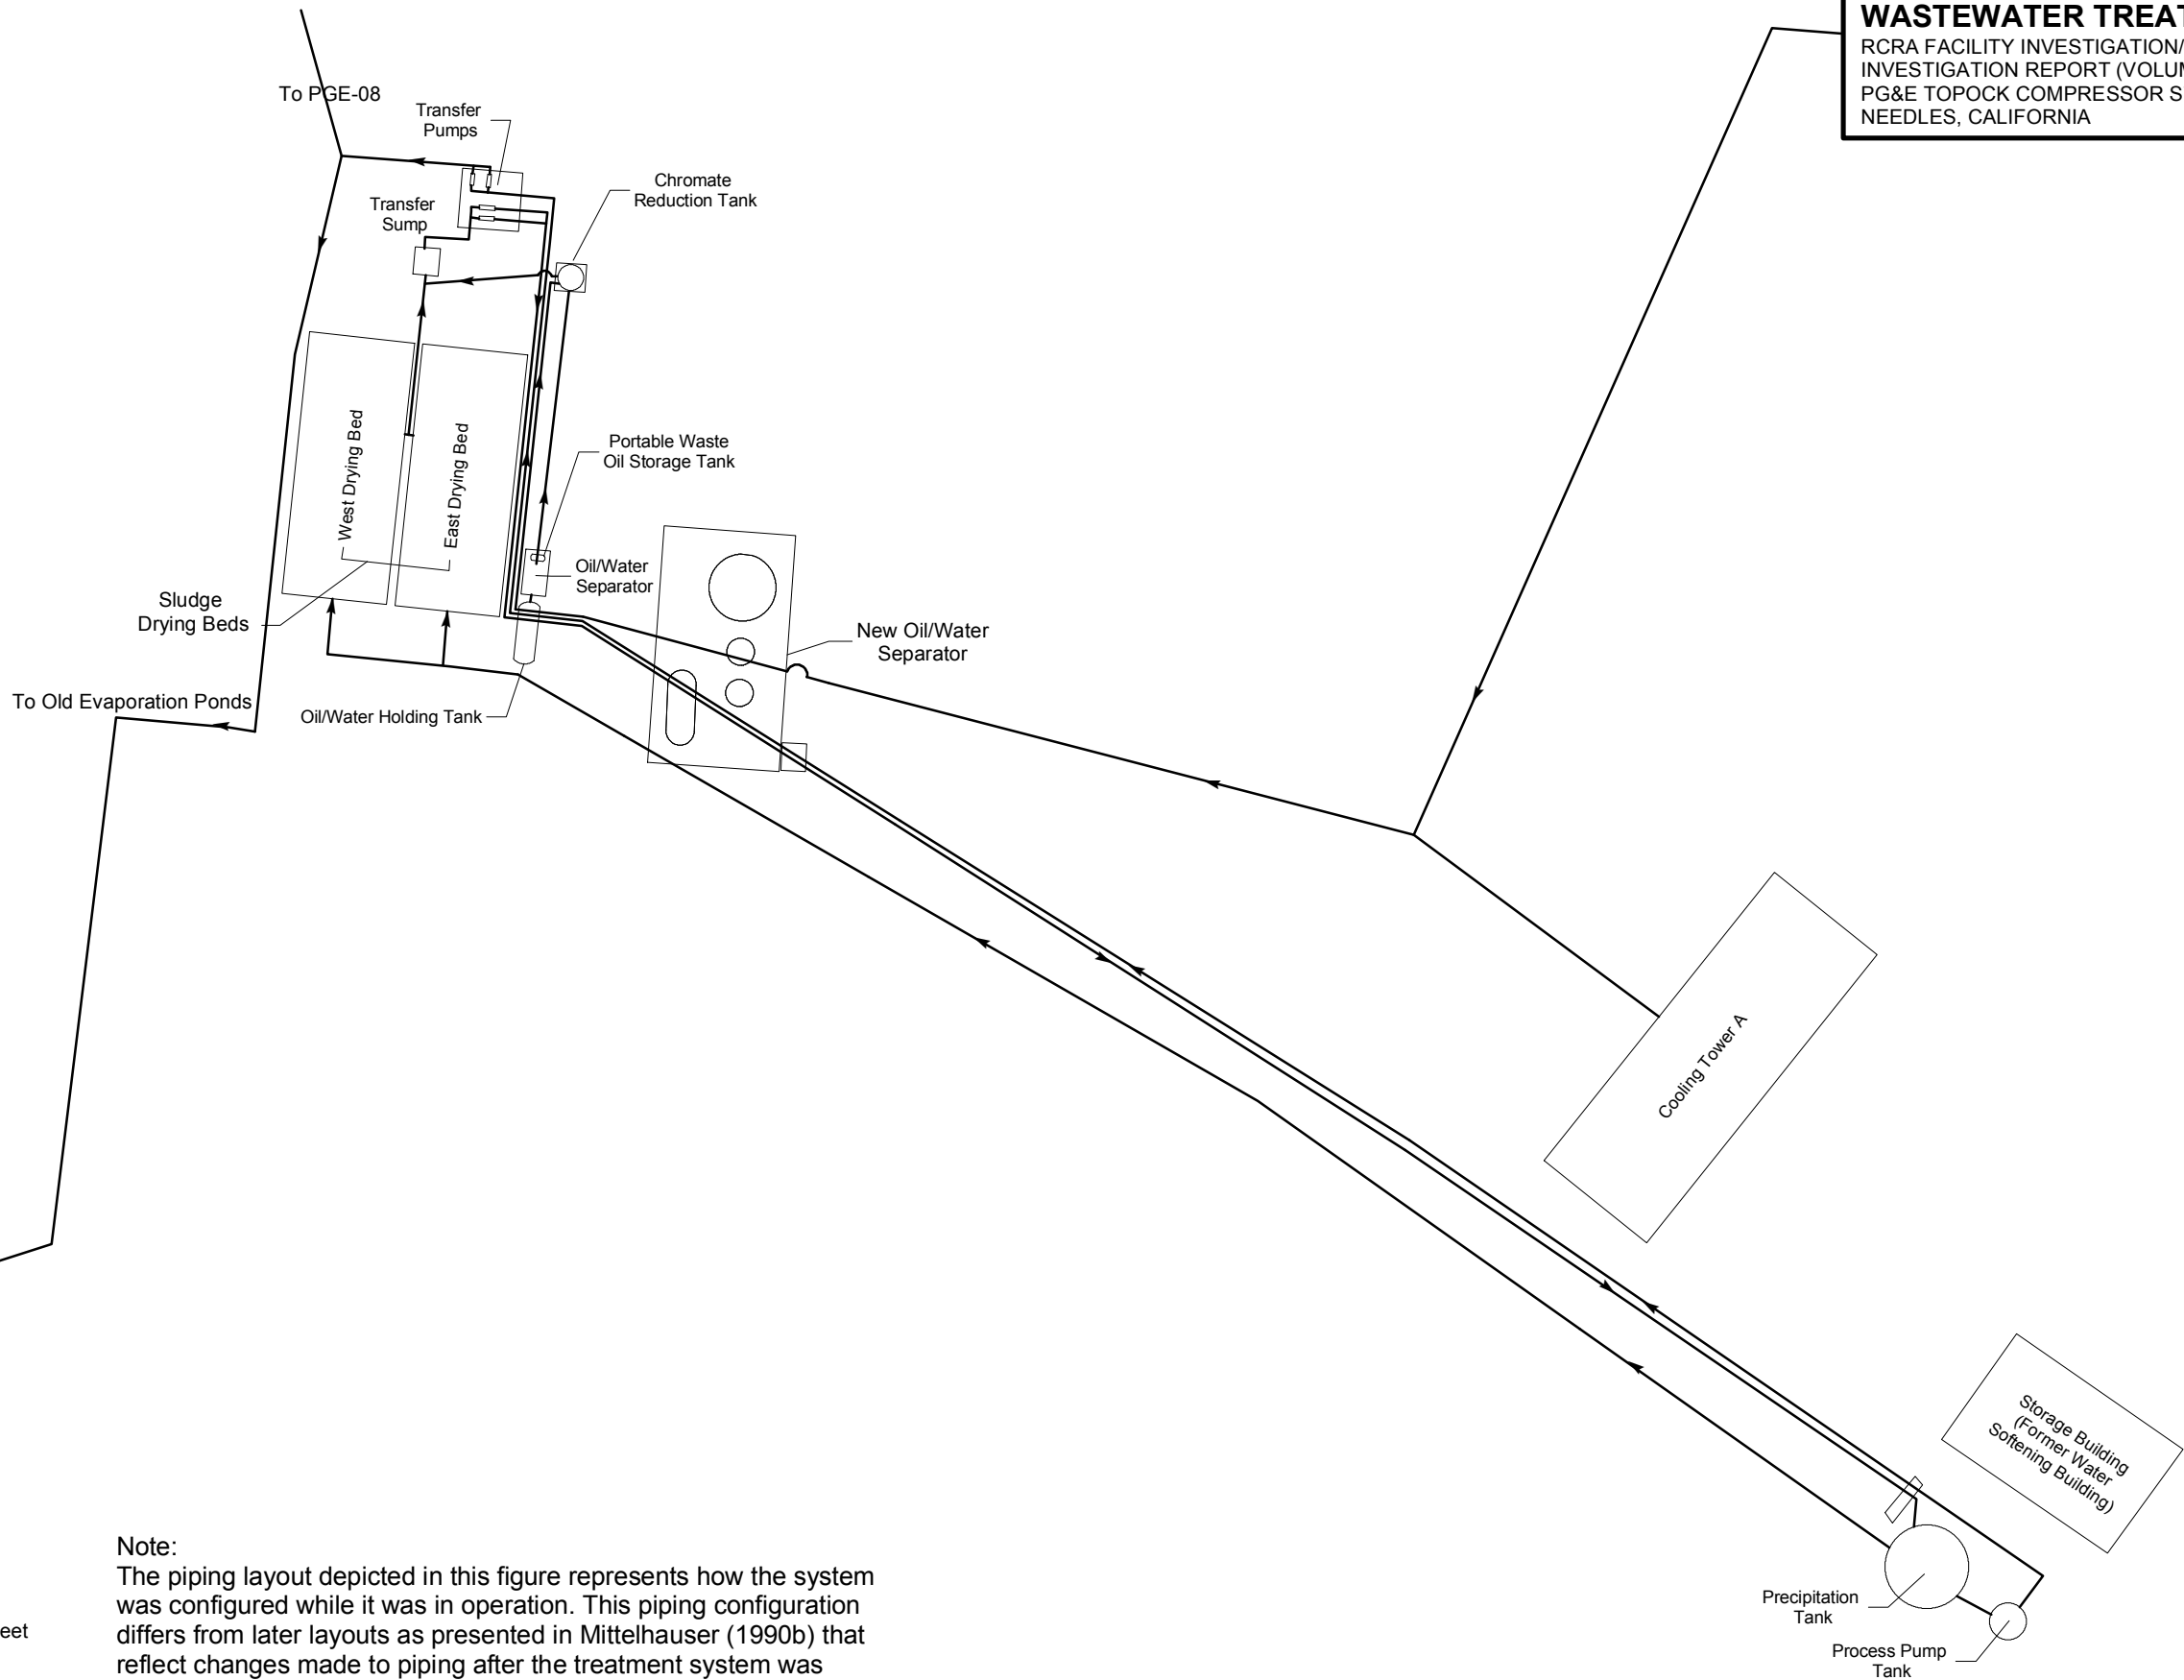 WASTEWATER TREAT
RCRA FACILITY INVESTIGATION/
INVESTIGATION REPORT (VOLUM
PG&E TOPOCK COMPRESSOR S
NEEDLES, CALIFORNIA
To PGE-08
Transfer
Pumps
Chromate
Reduction Tank
Transfer
Sump
West Drying Bed
East Drying Bed
Portable Waste
Oil Storage Tank
Oil/Water
Separator
Sludge
Drying Beds
New Oil/Water
Separator
To Old Evaporation Ponds
Oil/Water Holding Tank
Cooling Tower A
Storage Building
(Former Water
Softening Building)
Precipitation
Tank
Process Pump
Tank
eet
Note:
The piping layout depicted in this figure represents how the system
was configured while it was in operation. This piping configuration
differs from later layouts as presented in Mittelhauser (1990b) that
reflect changes made to piping after the treatment system was